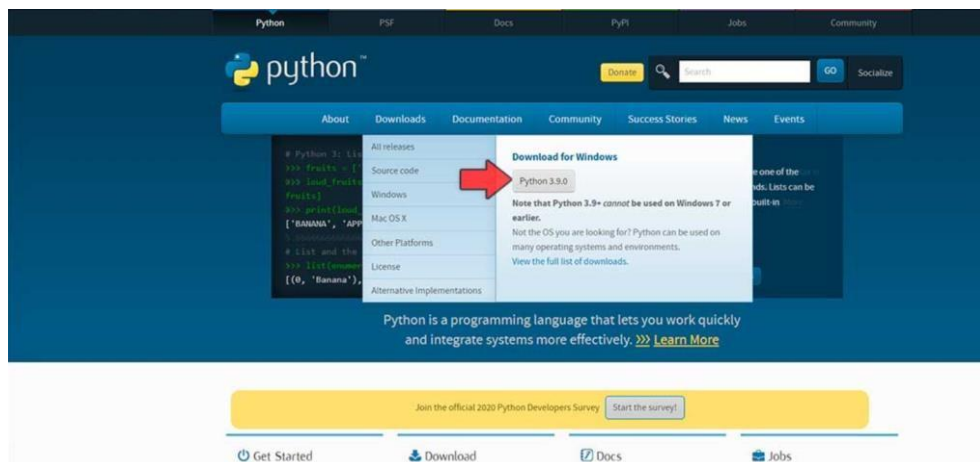 Python PSF Docs PyPI Jobs Community
python™
Donate Search GO Socialize
About Downloads Documentation Community Success Stories News Events
# Python 3: Lis
>>> fruits = ['
>>> loud_fruits
fruits]
>>> print(loud_
['BANANA', 'APP
# List and the
>>> list(enumer
[(0, 'Banana'),
All releases
Source code
Windows
Mac OS X
Other Platforms
License
Alternative Implementations
Download for Windows
Python 3.9.0
Note that Python 3.9+ cannot be used on Windows 7 or
earlier.
Not the OS you are looking for? Python can be used on
many operating systems and environments.
View the full list of downloads.
e one of the
nds. Lists can be
built-in
Python is a programming language that lets you work quickly
and integrate systems more effectively. >>> Learn More
Join the official 2020 Python Developers Survey Start the survey!
Get Started Download Docs Jobs